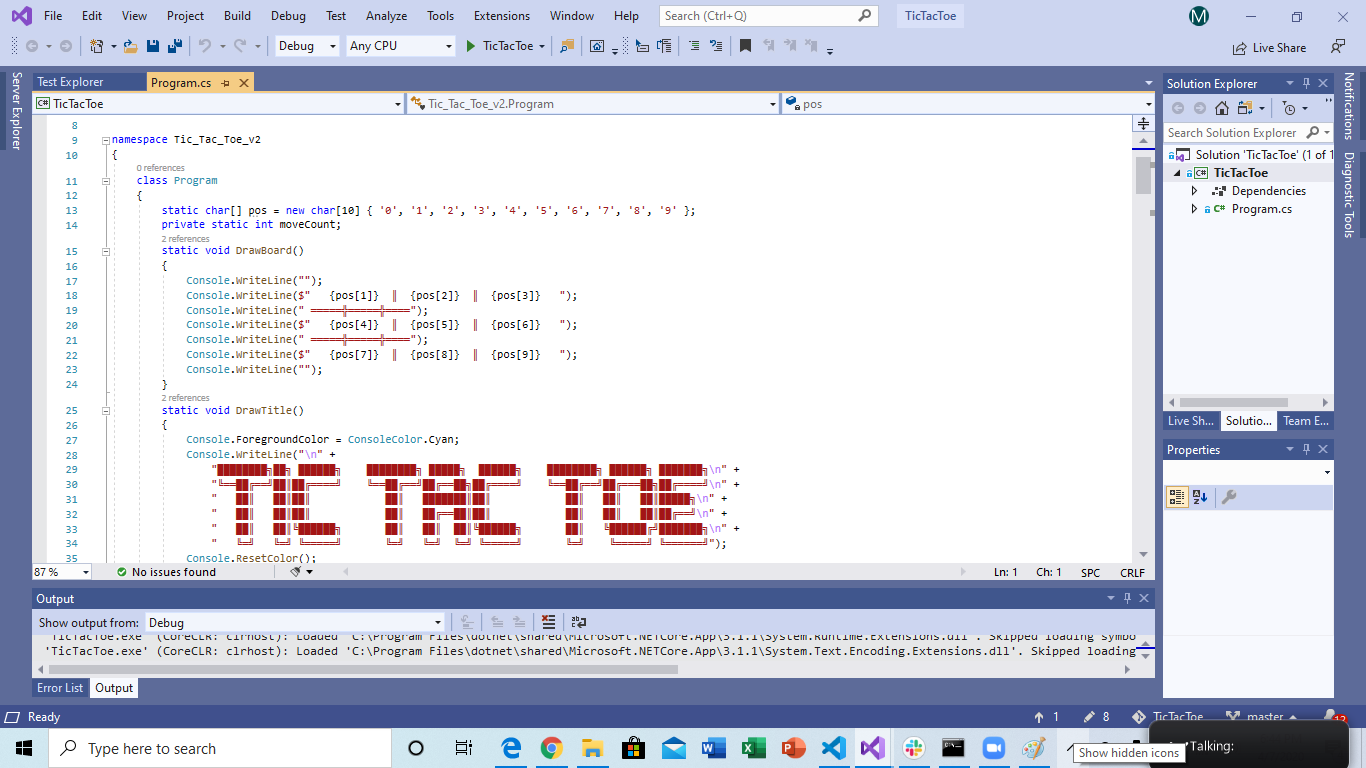 File Edit View Project Build Debug Test Analyze Tools Extensions Window Help Search (Ctrl+Q) TicTacToe M
Debug Any CPU TicTacToe Live Share
Server Explorer
Test Explorer Program.cs
TicTacToe Tic_Tac_Toe_v2.Program pos
8
9 namespace Tic_Tac_Toe_v2
10 {
0 references
11 class Program
12 {
13 static char[] pos = new char[10] { '0', '1', '2', '3', '4', '5', '6', '7', '8', '9' };
14 private static int moveCount;
2 references
15 static void DrawBoard()
16 {
17 Console.WriteLine("");
18 Console.WriteLine($"   {pos[1]}  ║  {pos[2]}  ║  {pos[3]}   ");
19 Console.WriteLine(" ═════╬═════╬════");
20 Console.WriteLine($"   {pos[4]}  ║  {pos[5]}  ║  {pos[6]}   ");
21 Console.WriteLine(" ═════╬═════╬════");
22 Console.WriteLine($"   {pos[7]}  ║  {pos[8]}  ║  {pos[9]}   ");
23 Console.WriteLine("");
24 }
2 references
25 static void DrawTitle()
26 {
27 Console.ForegroundColor = ConsoleColor.Cyan;
28 Console.WriteLine("\n" +
29 "████████╗██╗ ██████╗    ████████╗ █████╗  ██████╗    ████████╗ ██████╗ ███████╗\n" +
30 "╚══██╔══╝██║██╔════╝    ╚══██╔══╝██╔══██╗██╔════╝    ╚══██╔══╝██╔═══██╗██╔════╝\n" +
31 "   ██║   ██║██║            ██║   ███████║██║            ██║   ██║   ██║█████╗\n" +
32 "   ██║   ██║██║            ██║   ██╔══██║██║            ██║   ██║   ██║██╔══╝\n" +
33 "   ██║   ██║╚██████╗       ██║   ██║  ██║╚██████╗       ██║   ╚██████╔╝███████╗\n" +
34 "   ╚═╝   ╚═╝ ╚═════╝       ╚═╝   ╚═╝  ╚═╝ ╚═════╝       ╚═╝    ╚═════╝ ╚══════╝");
35 Console.ResetColor();
87 % No issues found Ln: 1 Ch: 1 SPC CRLF
Output
Show output from: Debug
'TicTacToe.exe' (CoreCLR: clrhost): Loaded 'C:\Program Files\dotnet\shared\Microsoft.NETCore.App\3.1.1\System.Runtime.Extensions.dll'. Skipped loading symbo
'TicTacToe.exe' (CoreCLR: clrhost): Loaded 'C:\Program Files\dotnet\shared\Microsoft.NETCore.App\3.1.1\System.Text.Encoding.Extensions.dll'. Skipped loading
Error List Output
Solution Explorer
Search Solution Explorer
Solution 'TicTacToe' (1 of 1
TicTacToe
Dependencies
C# Program.cs
Live Sh... Solutio... Team E...
Properties
Notifications
Diagnostic Tools
Ready 1 8 TicTacToe master
Type here to search
Talking:
Show hidden icons